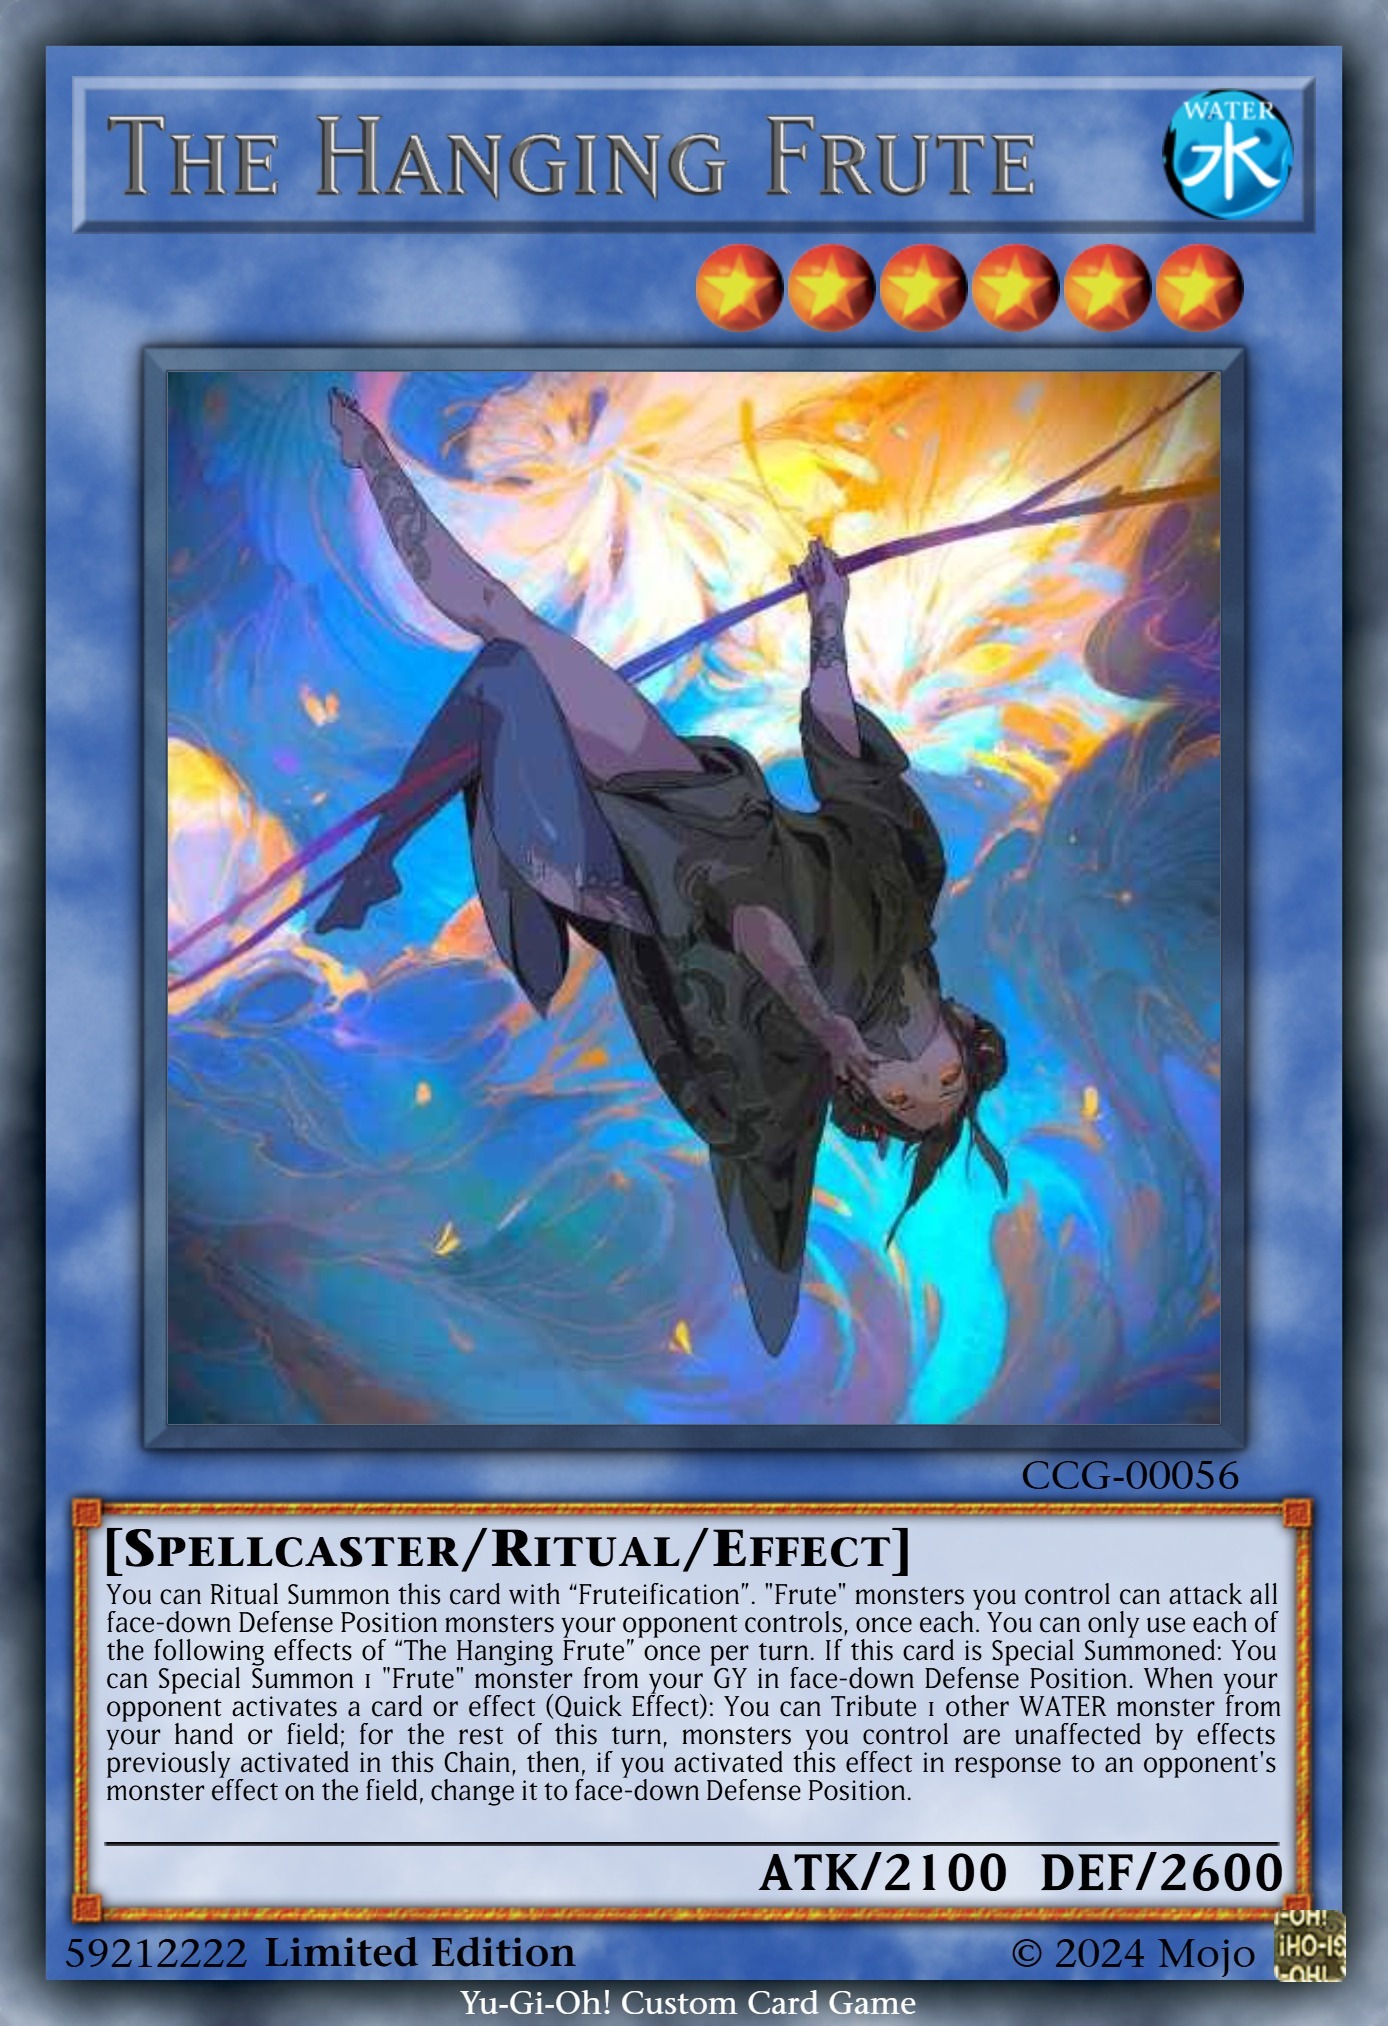 The Hanging Frute
WATER
水
CCG-00056
[Spellcaster/Ritual/Effect]
You can Ritual Summon this card with “Fruteification”. "Frute" monsters you control can attack all
face-down Defense Position monsters your opponent controls, once each. You can only use each of
the following effects of “The Hanging Frute” once per turn. If this card is Special Summoned: You
can Special Summon 1 "Frute" monster from your GY in face-down Defense Position. When your
opponent activates a card or effect (Quick Effect): You can Tribute 1 other WATER monster from
your hand or field; for the rest of this turn, monsters you control are unaffected by effects
previously activated in this Chain, then, if you activated this effect in response to an opponent's
monster effect on the field, change it to face-down Defense Position.
ATK/2100 DEF/2600
59212222 Limited Edition
© 2024 Mojo
Yu-Gi-Oh! Custom Card Game